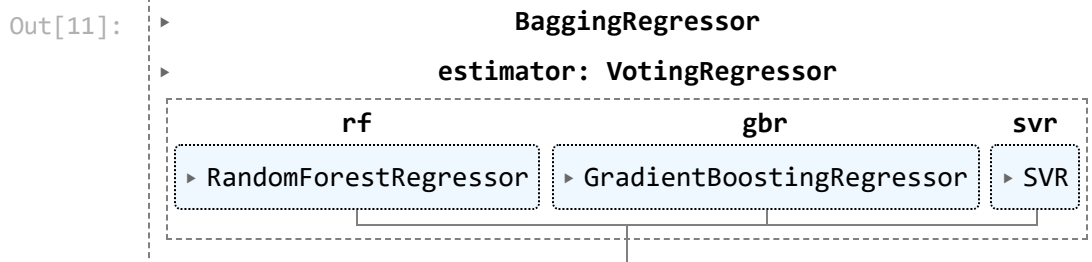 Out[11]:
BaggingRegressor
estimator: VotingRegressor
rf gbr svr
RandomForestRegressor GradientBoostingRegressor SVR